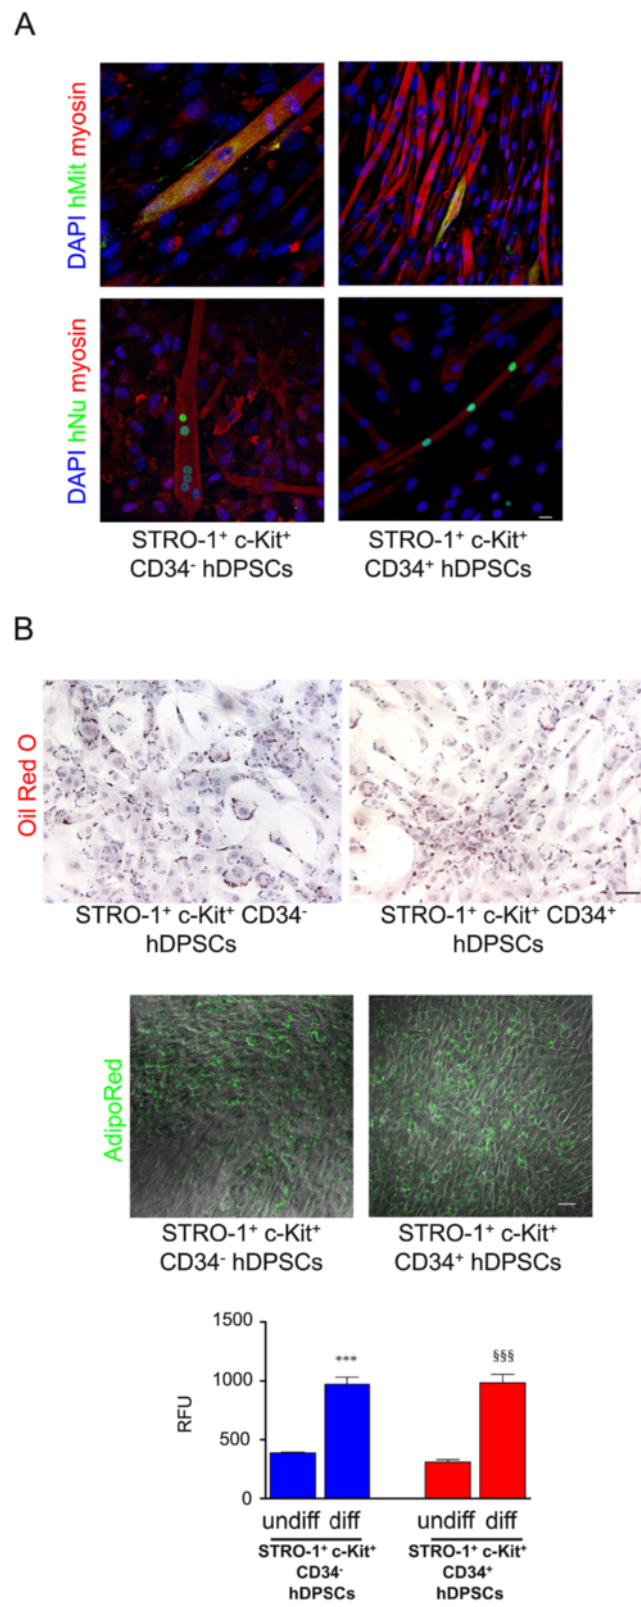 A
DAPI hMit myosin
DAPI hNu myosin
STRO-1⁺ c-Kit⁺
CD34⁻ hDPSCs
STRO-1⁺ c-Kit⁺
CD34⁺ hDPSCs
B
Oil Red O
STRO-1⁺ c-Kit⁺ CD34⁻
hDPSCs
STRO-1⁺ c-Kit⁺ CD34⁺
hDPSCs
AdipoRed
STRO-1⁺ c-Kit⁺
CD34⁻ hDPSCs
STRO-1⁺ c-Kit⁺
CD34⁺ hDPSCs
RFU
1500
1000
500
0
***
§§§
undiff diff
undiff diff
STRO-1⁺ c-Kit⁺
CD34⁻
hDPSCs
STRO-1⁺ c-Kit⁺
CD34⁺
hDPSCs